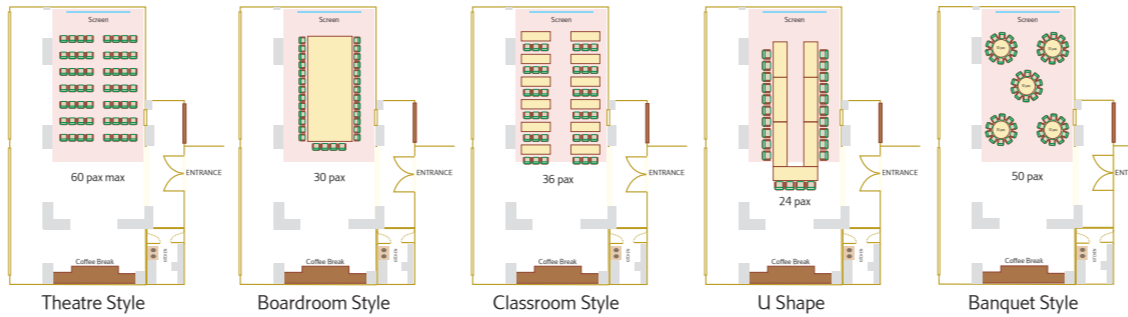 Screen
60 pax max
ENTRANCE
Coffee Break
Theatre Style
Screen
30 pax
ENTRANCE
Coffee Break
Boardroom Style
Screen
36 pax
ENTRANCE
Coffee Break
Classroom Style
Screen
24 pax
ENTRANCE
Coffee Break
U Shape
Screen
50 pax
ENT
Coffee Break
Banquet Style